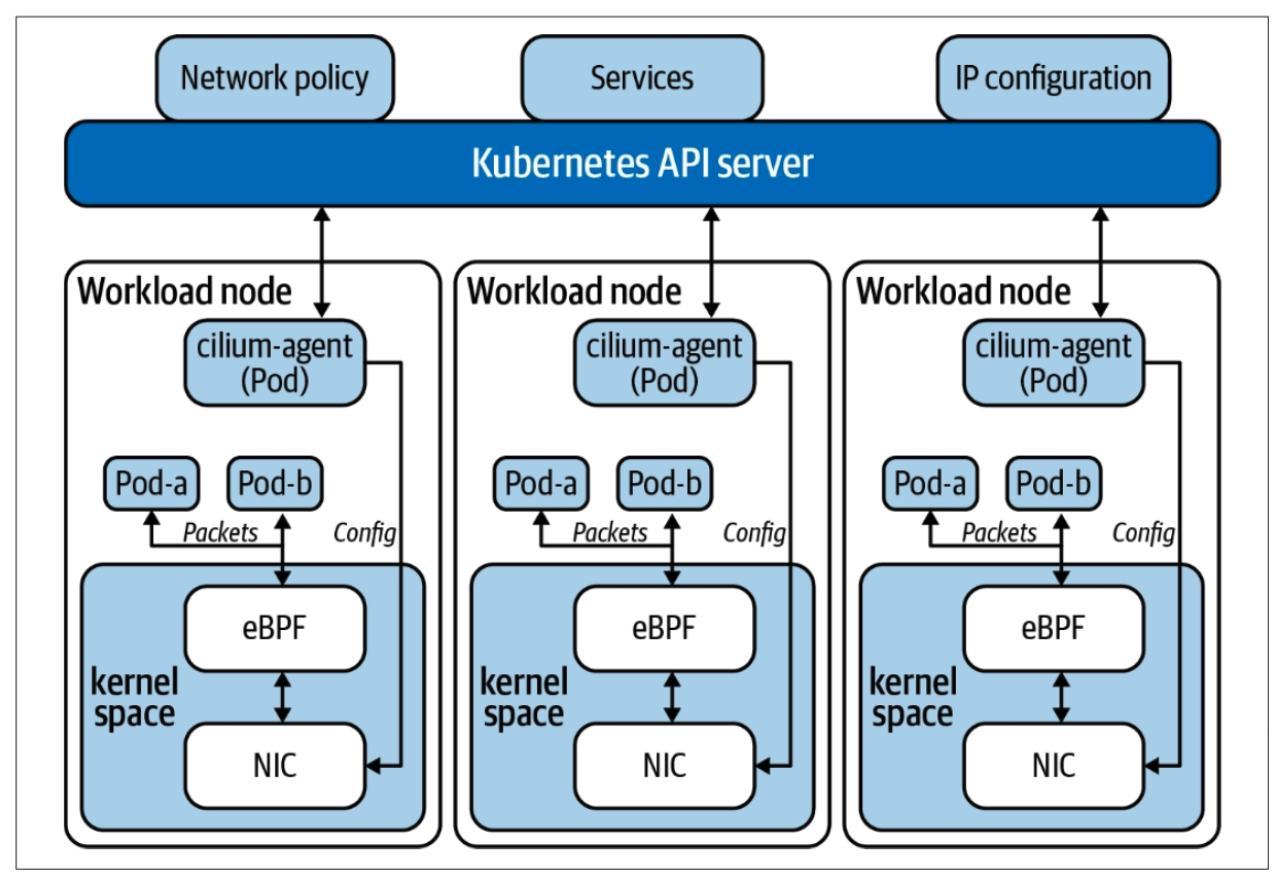 Network policy
Services
IP configuration
Kubernetes API server
Workload node
cilium-agent
(Pod)
Pod-a
Pod-b
Packets
Config
eBPF
kernel
space
NIC
Workload node
cilium-agent
(Pod)
Pod-a
Pod-b
Packets
Config
eBPF
kernel
space
NIC
Workload node
cilium-agent
(Pod)
Pod-a
Pod-b
Packets
Config
eBPF
kernel
space
NIC